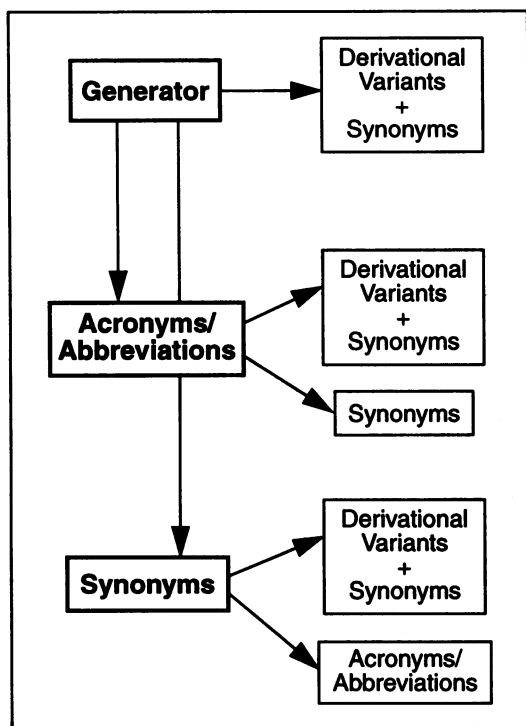 Generator
Derivational
Variants
+
Synonyms
Acronyms/
Abbreviations
Derivational
Variants
+
Synonyms
Synonyms
Synonyms
Derivational
Variants
+
Synonyms
Acronyms/
Abbreviations